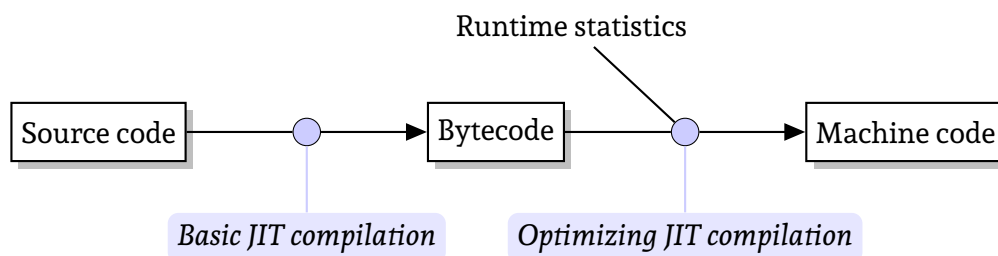 Runtime statistics
Source code
Bytecode
Machine code
Basic JIT compilation
Optimizing JIT compilation